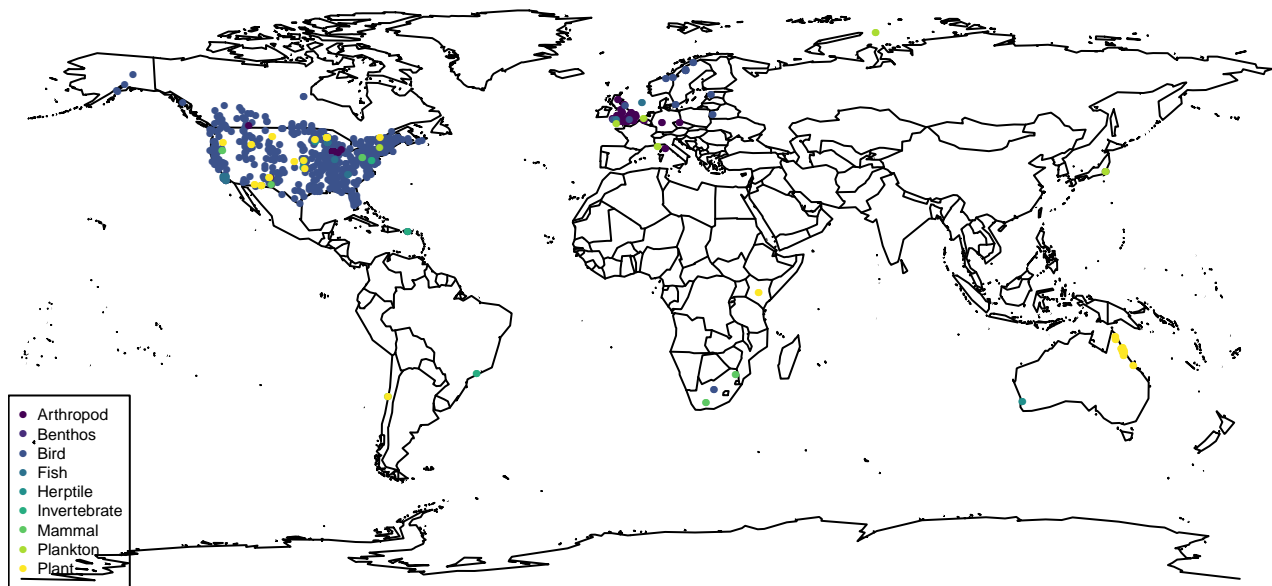 Arthropod
Benthos
Bird
Fish
Herptile
Invertebrate
Mammal
Plankton
Plant